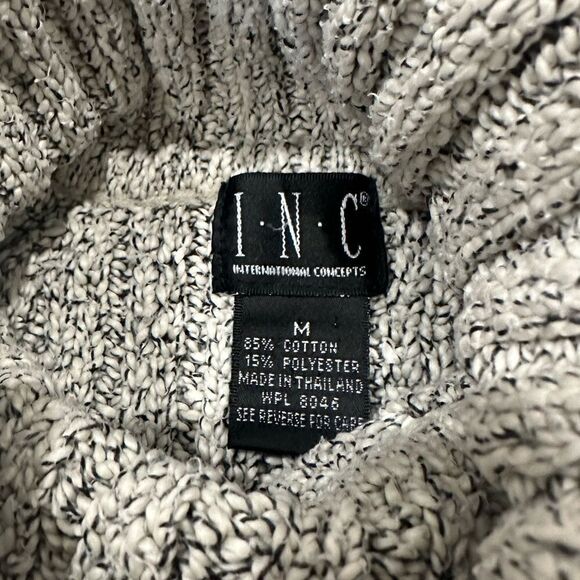 I·N·C®
INTERNATIONAL CONCEPTS
M
85% COTTON
15% POLYESTER
MADE IN THAILAND
WPL 8046
SEE REVERSE FOR CARE